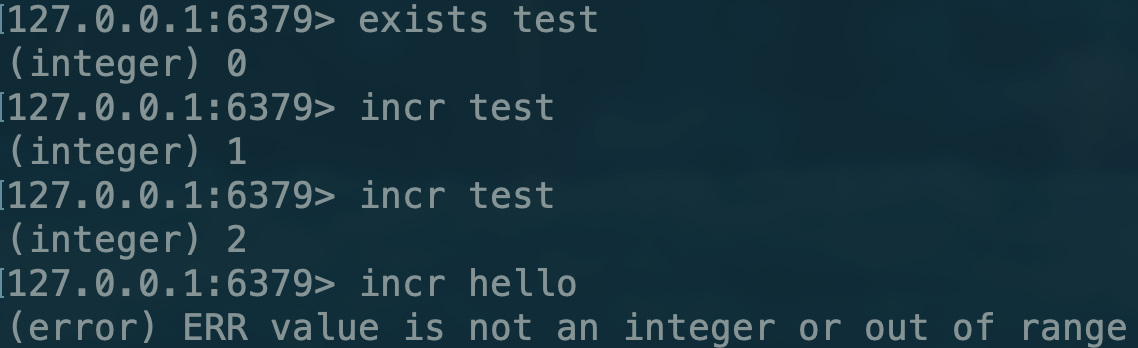 [127.0.0.1:6379> exists test
(integer) 0
[127.0.0.1:6379> incr test
(integer) 1
[127.0.0.1:6379> incr test
(integer) 2
[127.0.0.1:6379> incr hello
(error) ERR value is not an integer or out of range